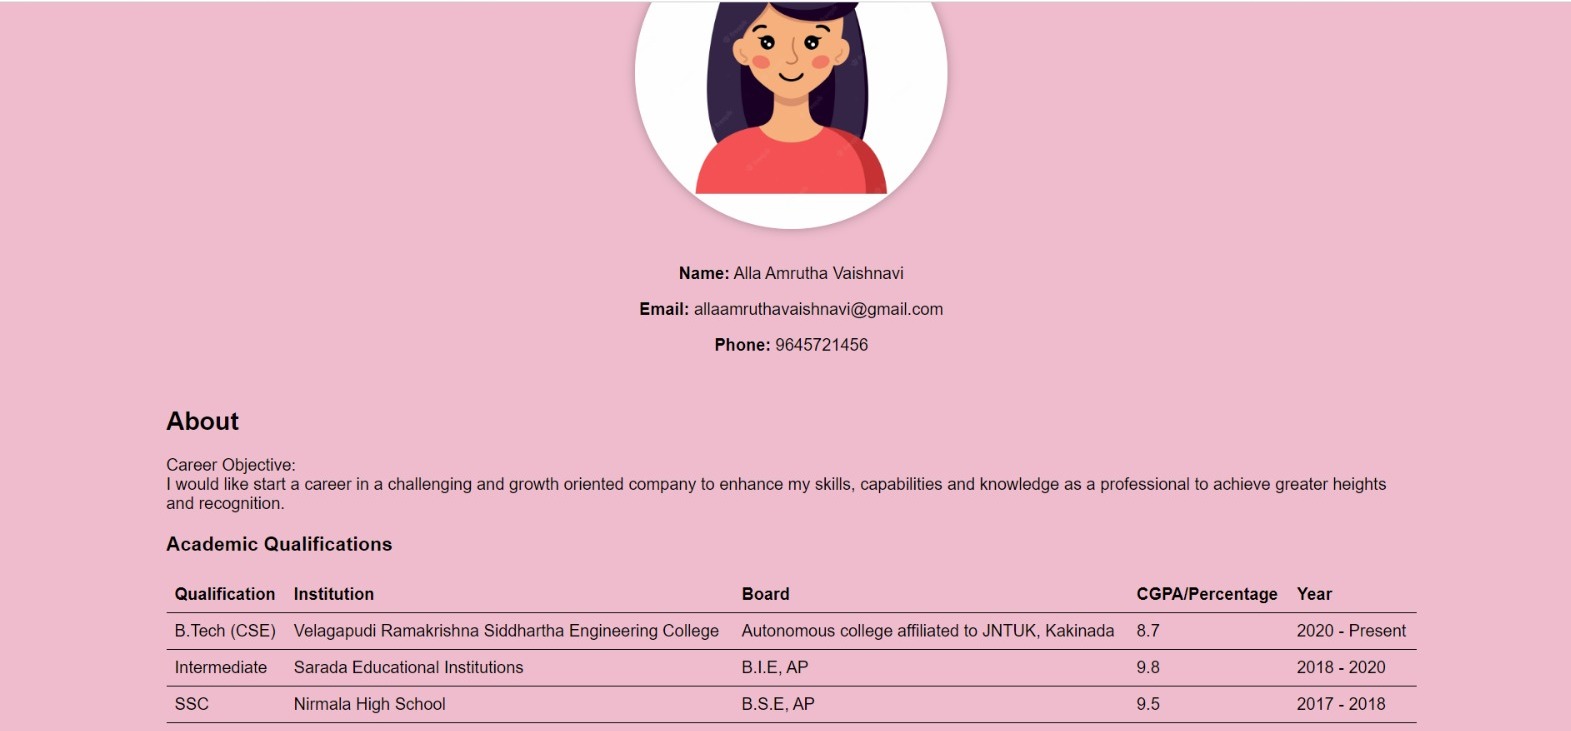 Name: Alla Amrutha Vaishnavi
Email: allaamruthavaishnavi@gmail.com
Phone: 9645721456
About
Career Objective:
I would like start a career in a challenging and growth oriented company to enhance my skills, capabilities and knowledge as a professional to achieve greater heights
and recognition.
Academic Qualifications
Qualification Institution Board CGPA/Percentage Year
B.Tech (CSE) Velagapudi Ramakrishna Siddhartha Engineering College Autonomous college affiliated to JNTUK, Kakinada 8.7 2020 - Present
Intermediate Sarada Educational Institutions B.I.E, AP 9.8 2018 - 2020
SSC Nirmala High School B.S.E, AP 9.5 2017 - 2018